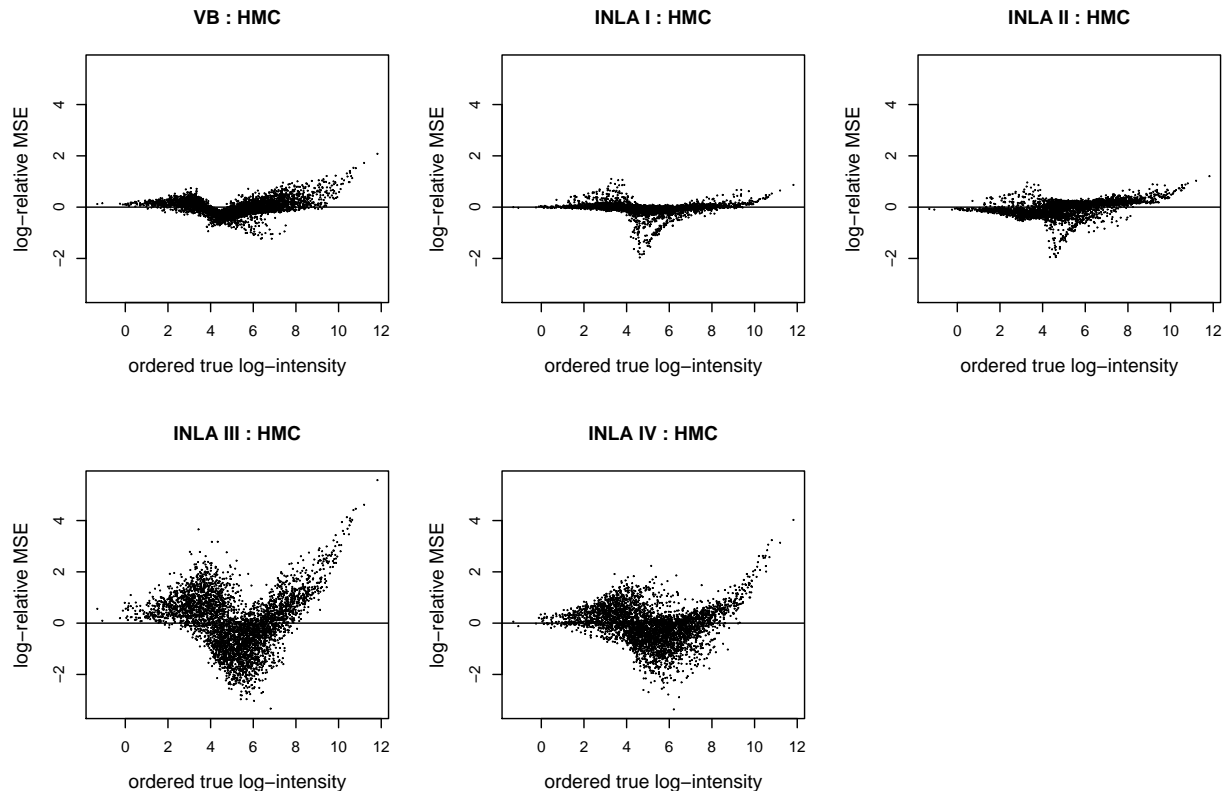 VB : HMC
INLA I : HMC
INLA II : HMC
log−relative MSE
4
2
0
−2
0 2 4 6 8 10 12
ordered true log−intensity
log−relative MSE
4
2
0
−2
0 2 4 6 8 10 12
ordered true log−intensity
log−relative MSE
4
2
0
−2
0 2 4 6 8 10 12
ordered true log−intensity
INLA III : HMC
INLA IV : HMC
log−relative MSE
4
2
0
−2
0 2 4 6 8 10 12
ordered true log−intensity
log−relative MSE
4
2
0
−2
0 2 4 6 8 10 12
ordered true log−intensity